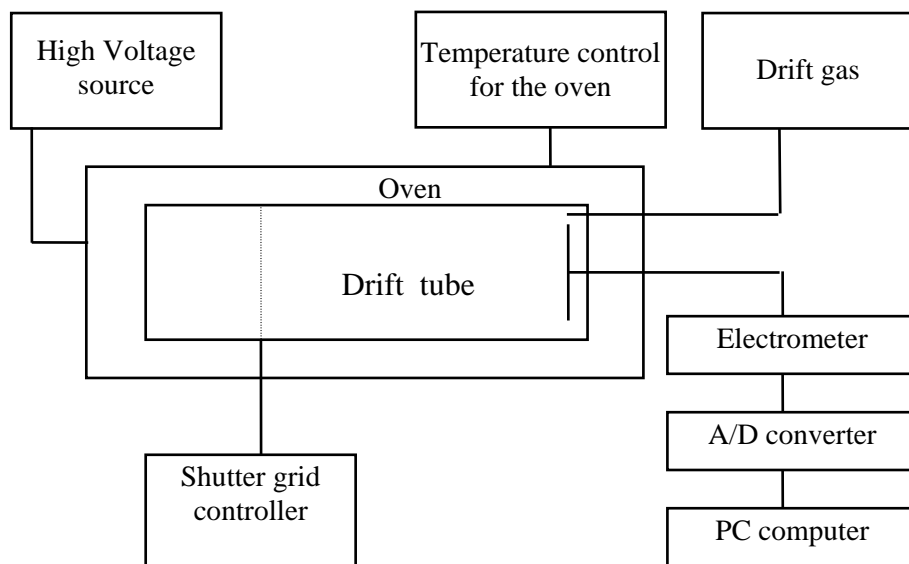 High Voltage
source
Temperature control
for the oven
Drift gas
Oven
Drift tube
Electrometer
A/D converter
Shutter grid
controller
PC computer